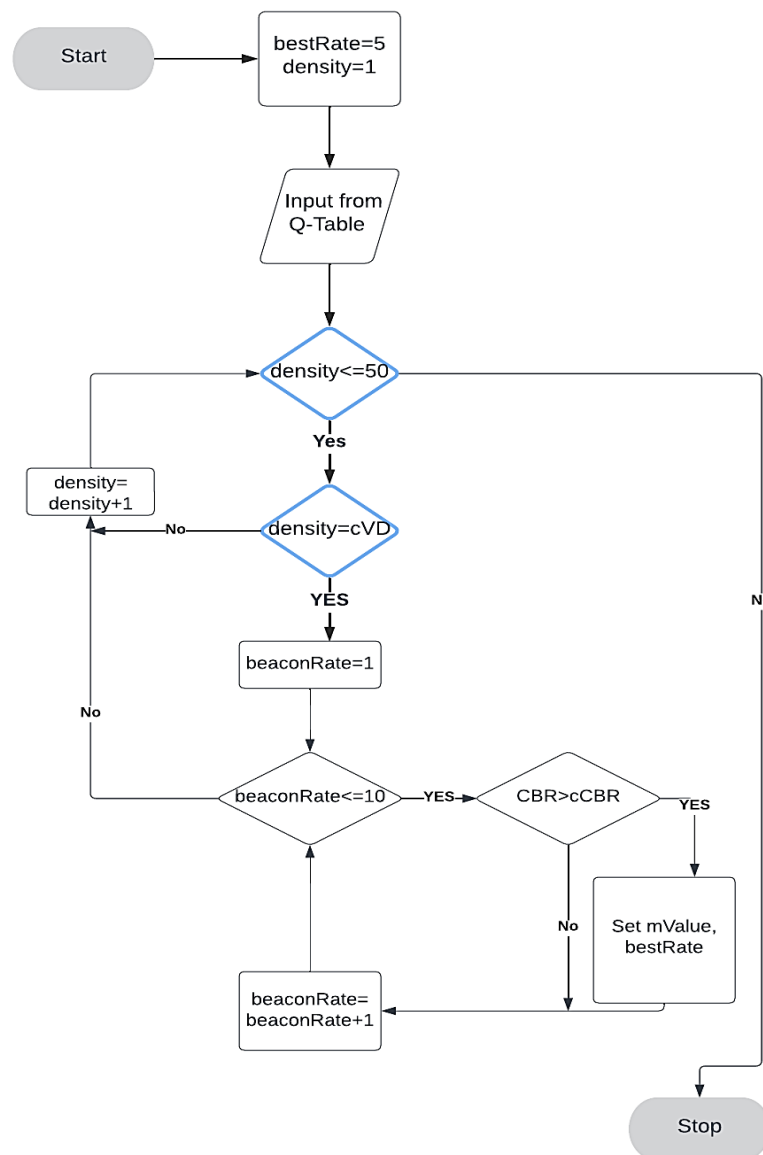 Start
bestRate=5
density=1
Input from
Q-Table
density<=50
Yes
density=
density+1
density=cVD
No
YES
N
beaconRate=1
No
beaconRate<=10
YES
CBR>cCBR
YES
No
Set mValue,
bestRate
beaconRate=
beaconRate+1
Stop